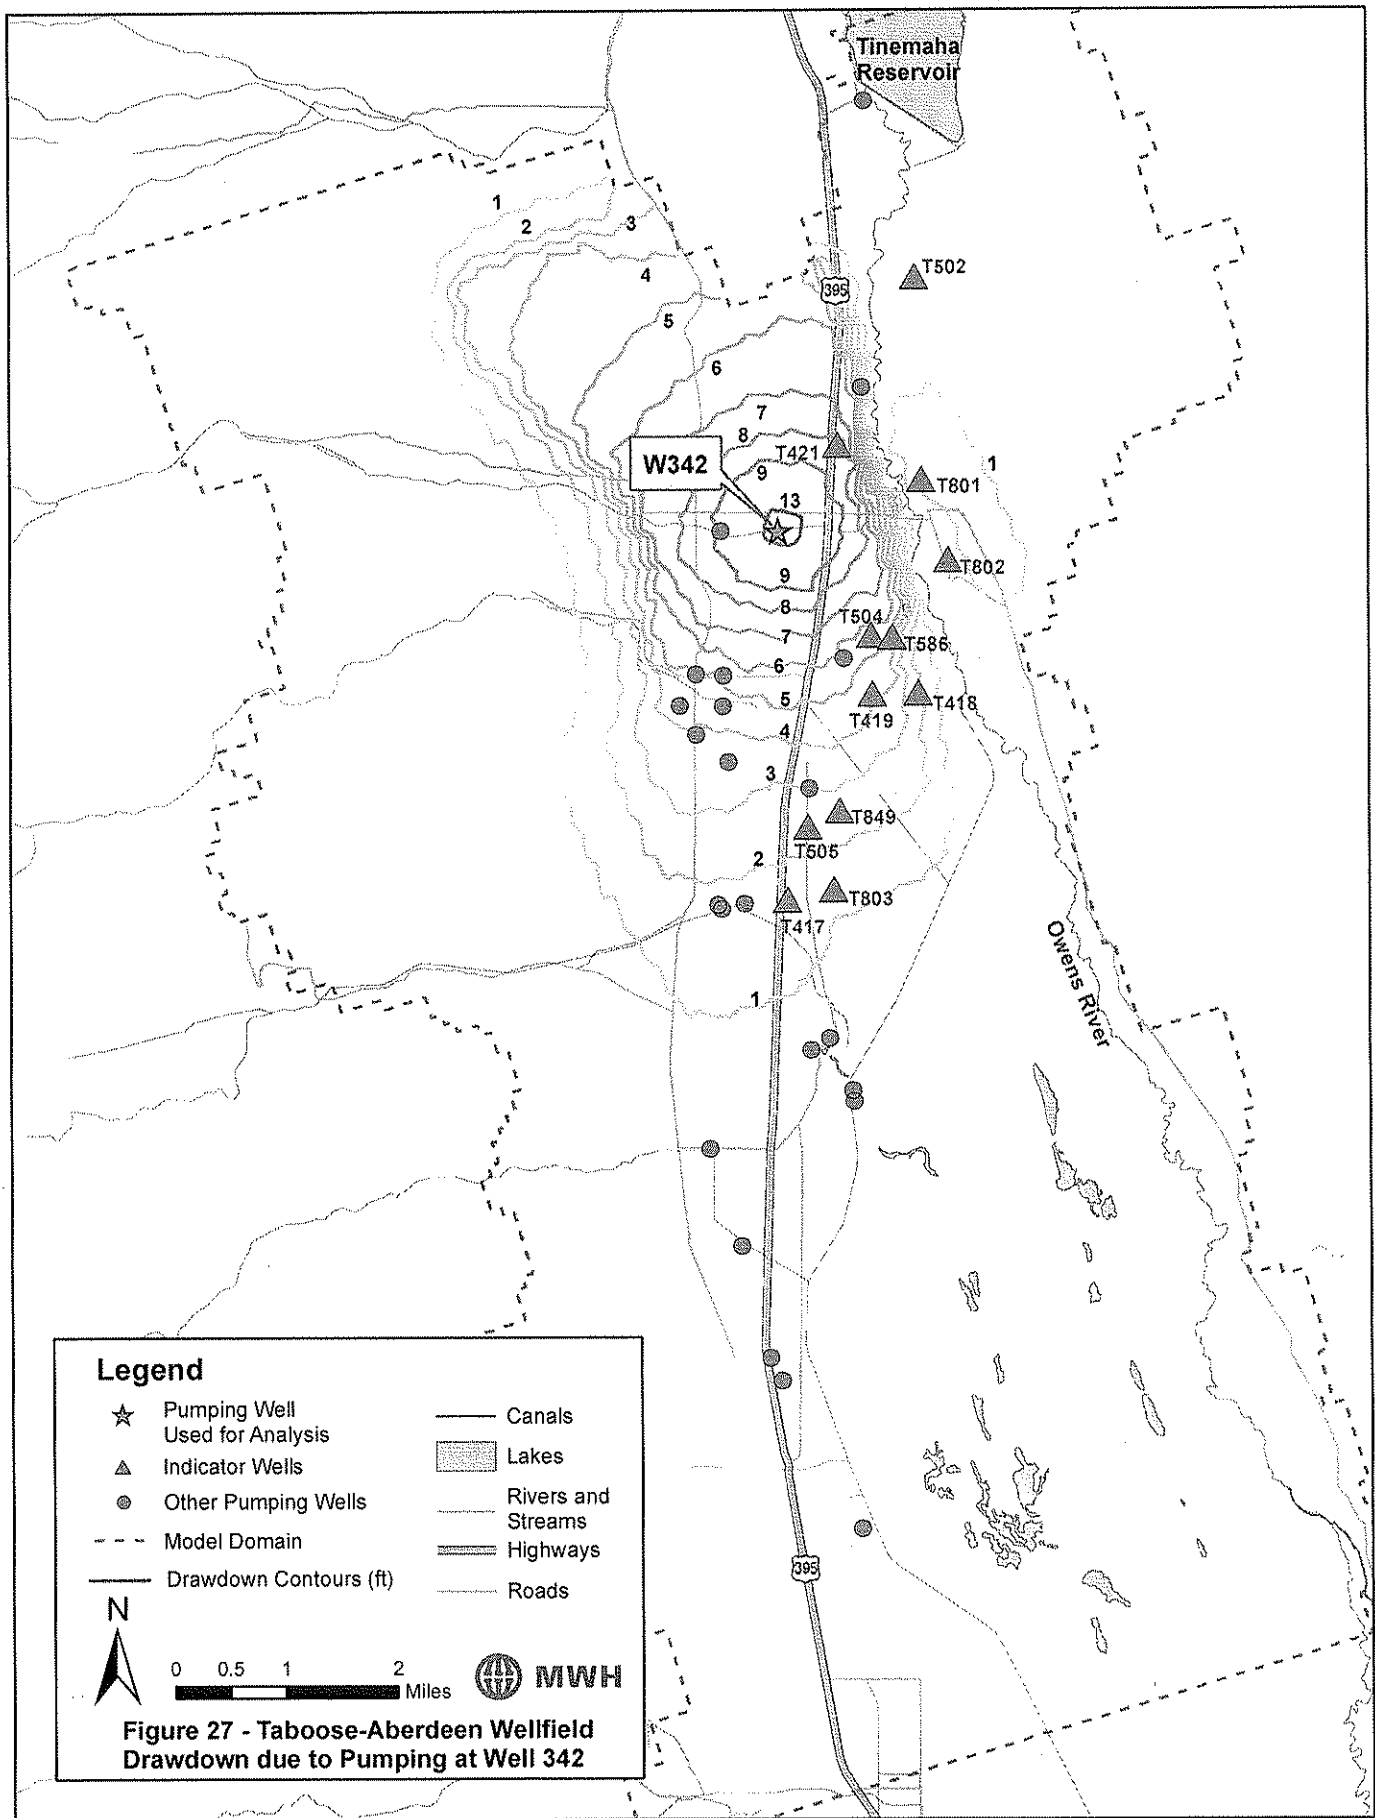 Tinemaha
Reservoir
1
2
3
4
T502
395
5
6
7
8
T421
W342
9
1
T801
13
T802
9
8
T504
7
T586
6
5
T419
T418
4
3
T849
T505
2
T803
T417
Owens River
1
Legend
Pumping Well
Used for Analysis
Indicator Wells
Other Pumping Wells
Model Domain
Drawdown Contours (ft)
Canals
Lakes
Rivers and
Streams
Highways
Roads
395
N
0 0.5 1 2
Miles
MWH
Figure 27 - Taboose-Aberdeen Wellfield
Drawdown due to Pumping at Well 342